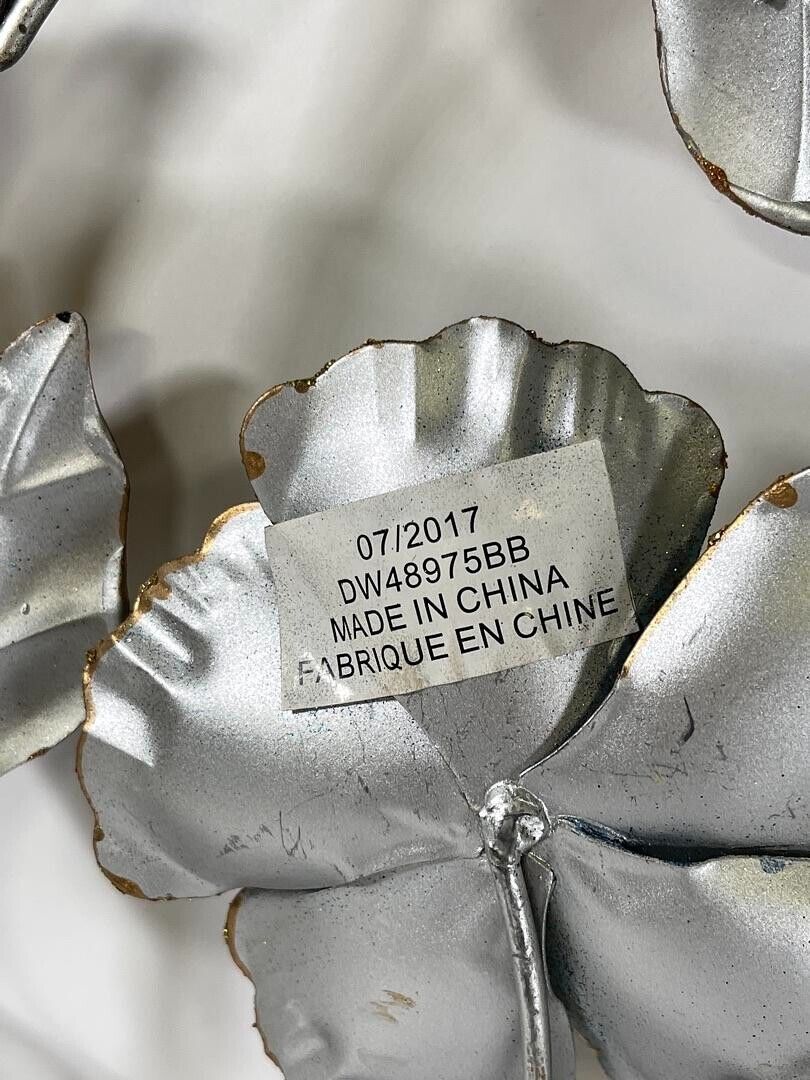 07/2017
DW48975BB
MADE IN CHINA
FABRIQUE EN CHINE